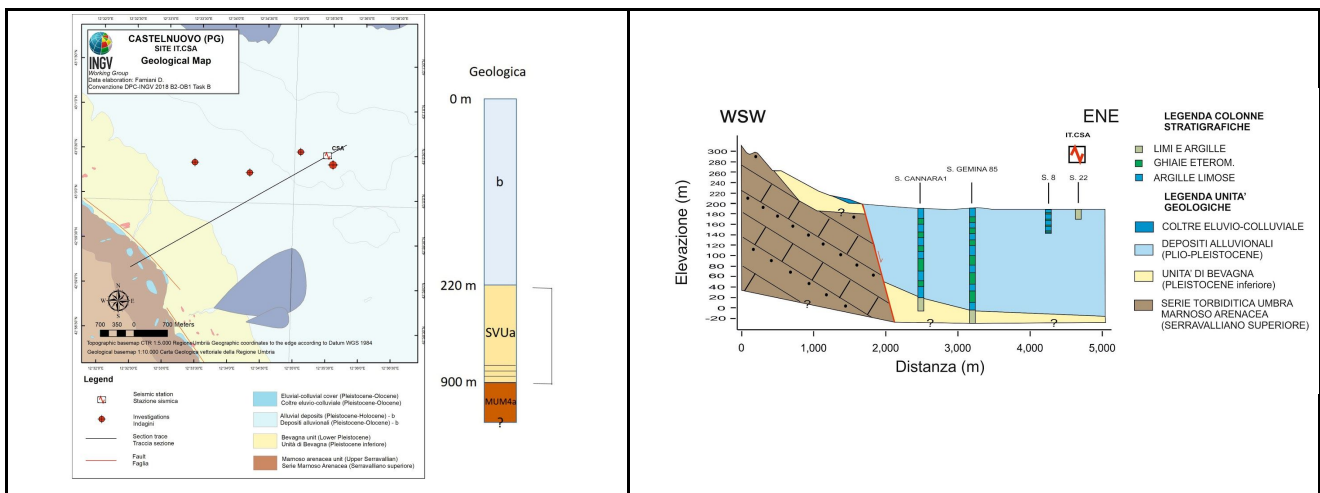 CASTELNUOVO (PG)
SITE IT.CSA
Geological Map
INGV
Working Group
Data elaboration: Famiani D.
Convenzione DPC-INGV 2018 B2-OB1 Task B
CSA
N
W
E
S
700 350 0 700 Meters
Topographic basemap CTR 1:5.000 Regione Umbria Geographic coordinates to the edge according to Datum WGS 1984
Geological basemap 1:10.000 Carta Geologica vettoriale della Regione Umbria
Legend
Seismic station
Stazione sismica
Investigations
Indagini
Section trace
Traccia sezione
Fault
Faglia
Eluvial-colluvial cover (Pleistocene-Olocene)
Coltre eluvio-colluviale (Pleistocene-Olocene)
Alluvial deposits (Pleistocene-Holocene) - b
Depositi alluvionali (Pleistocene-Olocene) - b
Bevagna unit (Lower Pleistocene)
Unità di Bevagna (Pleistocene inferiore)
Marnoso arenacea unit (Upper Serravallian)
Serie Marnoso Arenacea (Serravalliano superiore)
Geologica
0 m
b
220 m
SVUa
900 m
MUM4a
?
WSW
ENE
IT.CSA
S. CANNARA1
S. GEMINA 85
S. 8
S. 22
Elevazione (m)
300
280
260
240
220
200
180
160
140
120
100
80
60
40
20
0
-20
?
?
?
?
0 1,000 2,000 3,000 4,000 5,000
Distanza (m)
LEGENDA COLONNE
STRATIGRAFICHE
LIMI E ARGILLE
GHIAIE ETEROM.
ARGILLE LIMOSE
LEGENDA UNITA'
GEOLOGICHE
COLTRE ELUVIO-COLLUVIALE
DEPOSITI ALLUVIONALI
(PLIO-PLEISTOCENE)
UNITA' DI BEVAGNA
(PLEISTOCENE inferiore)
SERIE TORBIDITICA UMBRA
MARNOSO ARENACEA
(SERRAVALLIANO SUPERIORE)